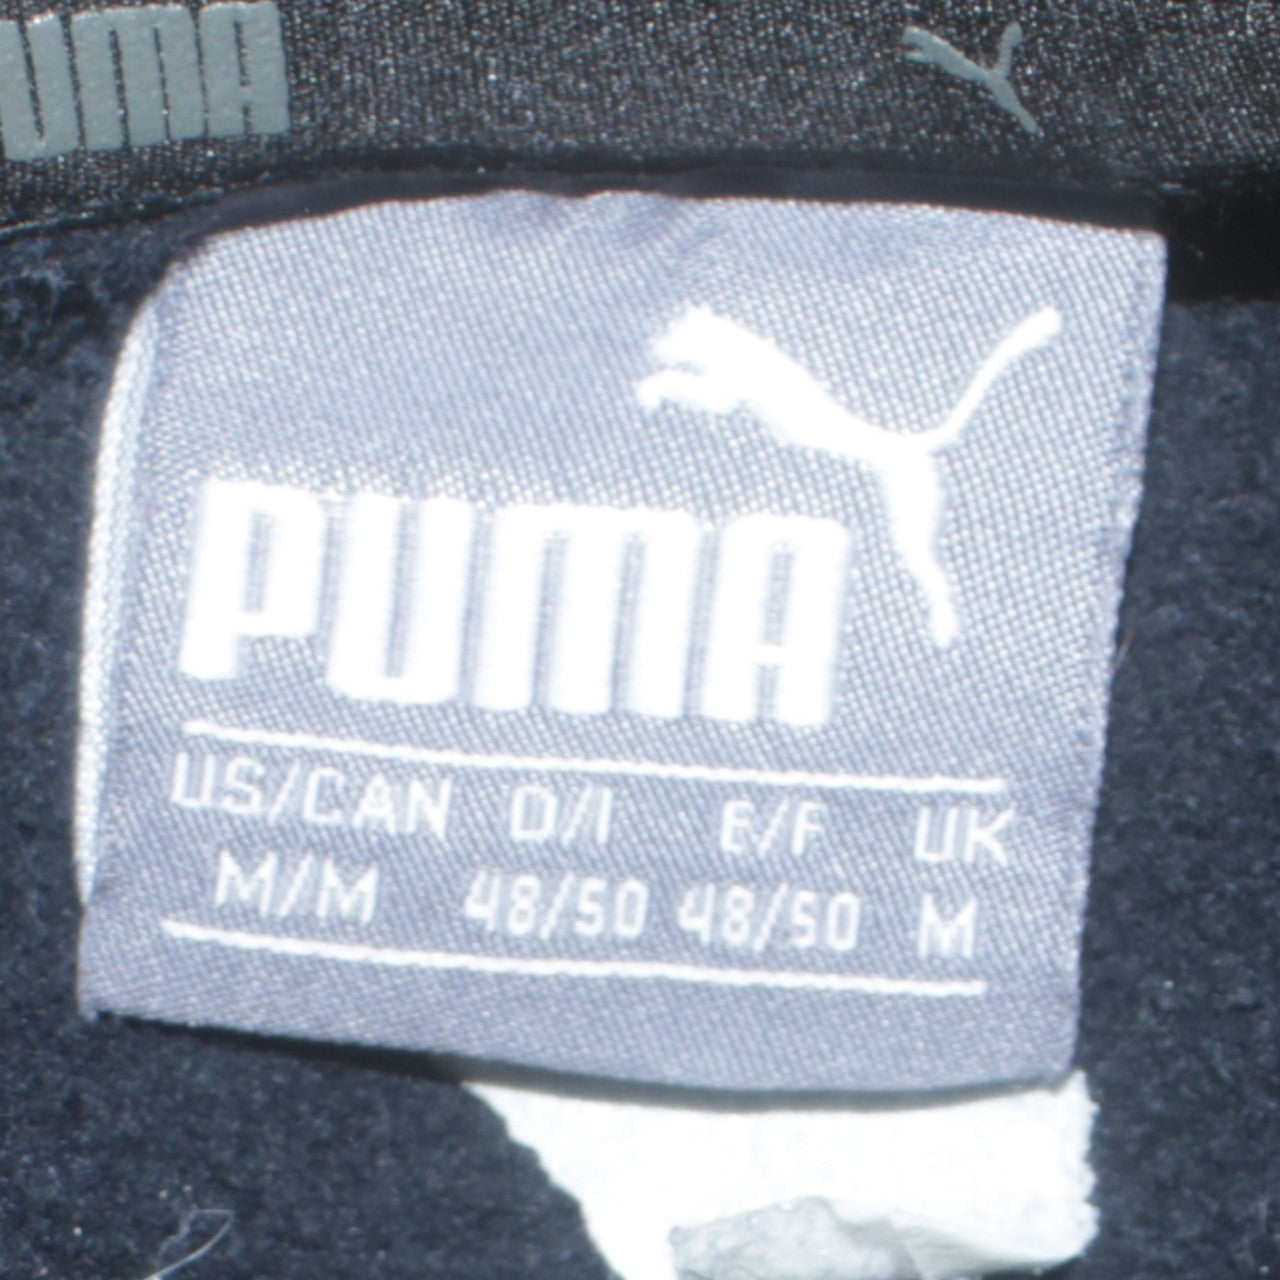 PUMA
PUMA
US/CAN D/I E/F UK
M/M 48/50 48/50 M